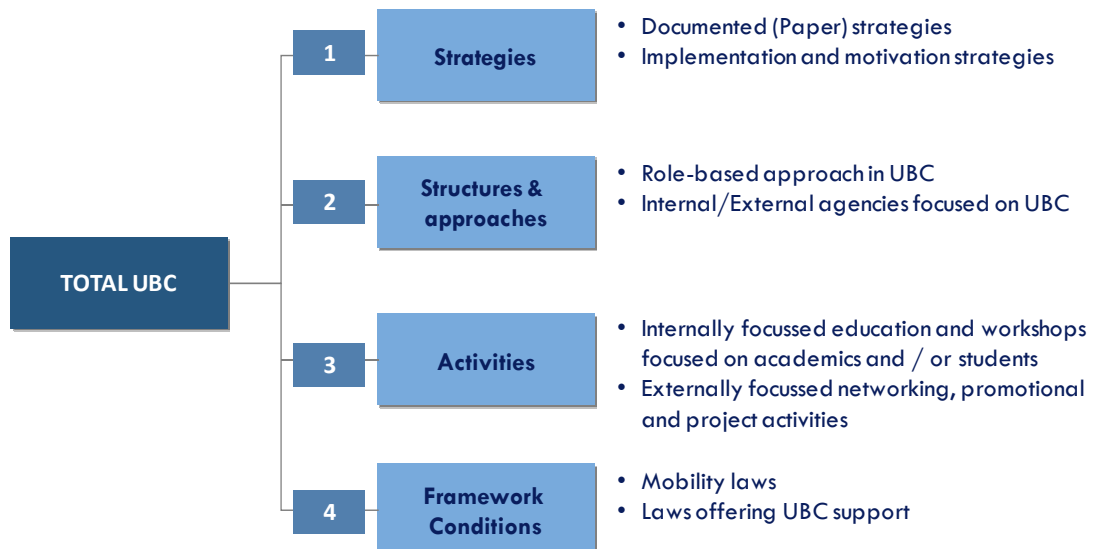 TOTAL UBC
1
Strategies
• Documented (Paper) strategies
• Implementation and motivation strategies
2
Structures &
approaches
• Role-based approach in UBC
• Internal/External agencies focused on UBC
3
Activities
• Internally focussed education and workshops
focused on academics and / or students
• Externally focussed networking, promotional
and project activities
4
Framework
Conditions
• Mobility laws
• Laws offering UBC support